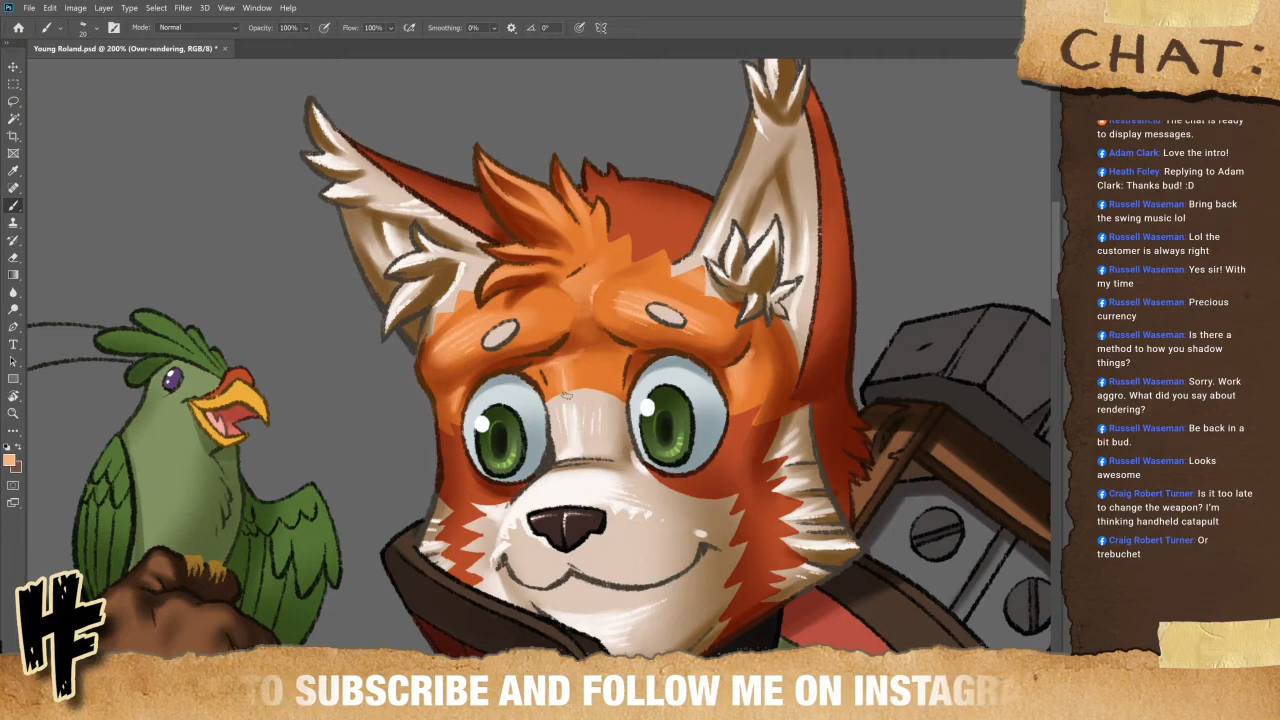 File Edit Image Layer Type Select Filter 3D View Window Help
20 Mode: Normal Opacity: 100% Flow: 100% Smoothing: 0% 0°
Young Roland.psd @ 200% (Over-rendering, RGB/8) *
CHAT:
The chat is ready
to display messages.
Adam Clark: Love the intro!
Heath Foley: Replying to Adam
Clark: Thanks bud! :D
Russell Waseman: Bring back
the swing music lol
Russell Waseman: Lol the
customer is always right
Russell Waseman: Yes sir! With
my time
Russell Waseman: Precious
currency
Russell Waseman: Is there a
method to how you shadow
things?
Russell Waseman: Sorry. Work
aggro. What did you say about
rendering?
Russell Waseman: Be back in a
bit bud.
Russell Waseman: Looks
awesome
Craig Robert Turner: Is it too late
to change the weapon? I'm
thinking handheld catapult
Craig Robert Turner: Or
trebuchet
HF
TO SUBSCRIBE AND FOLLOW ME ON INSTAGRA